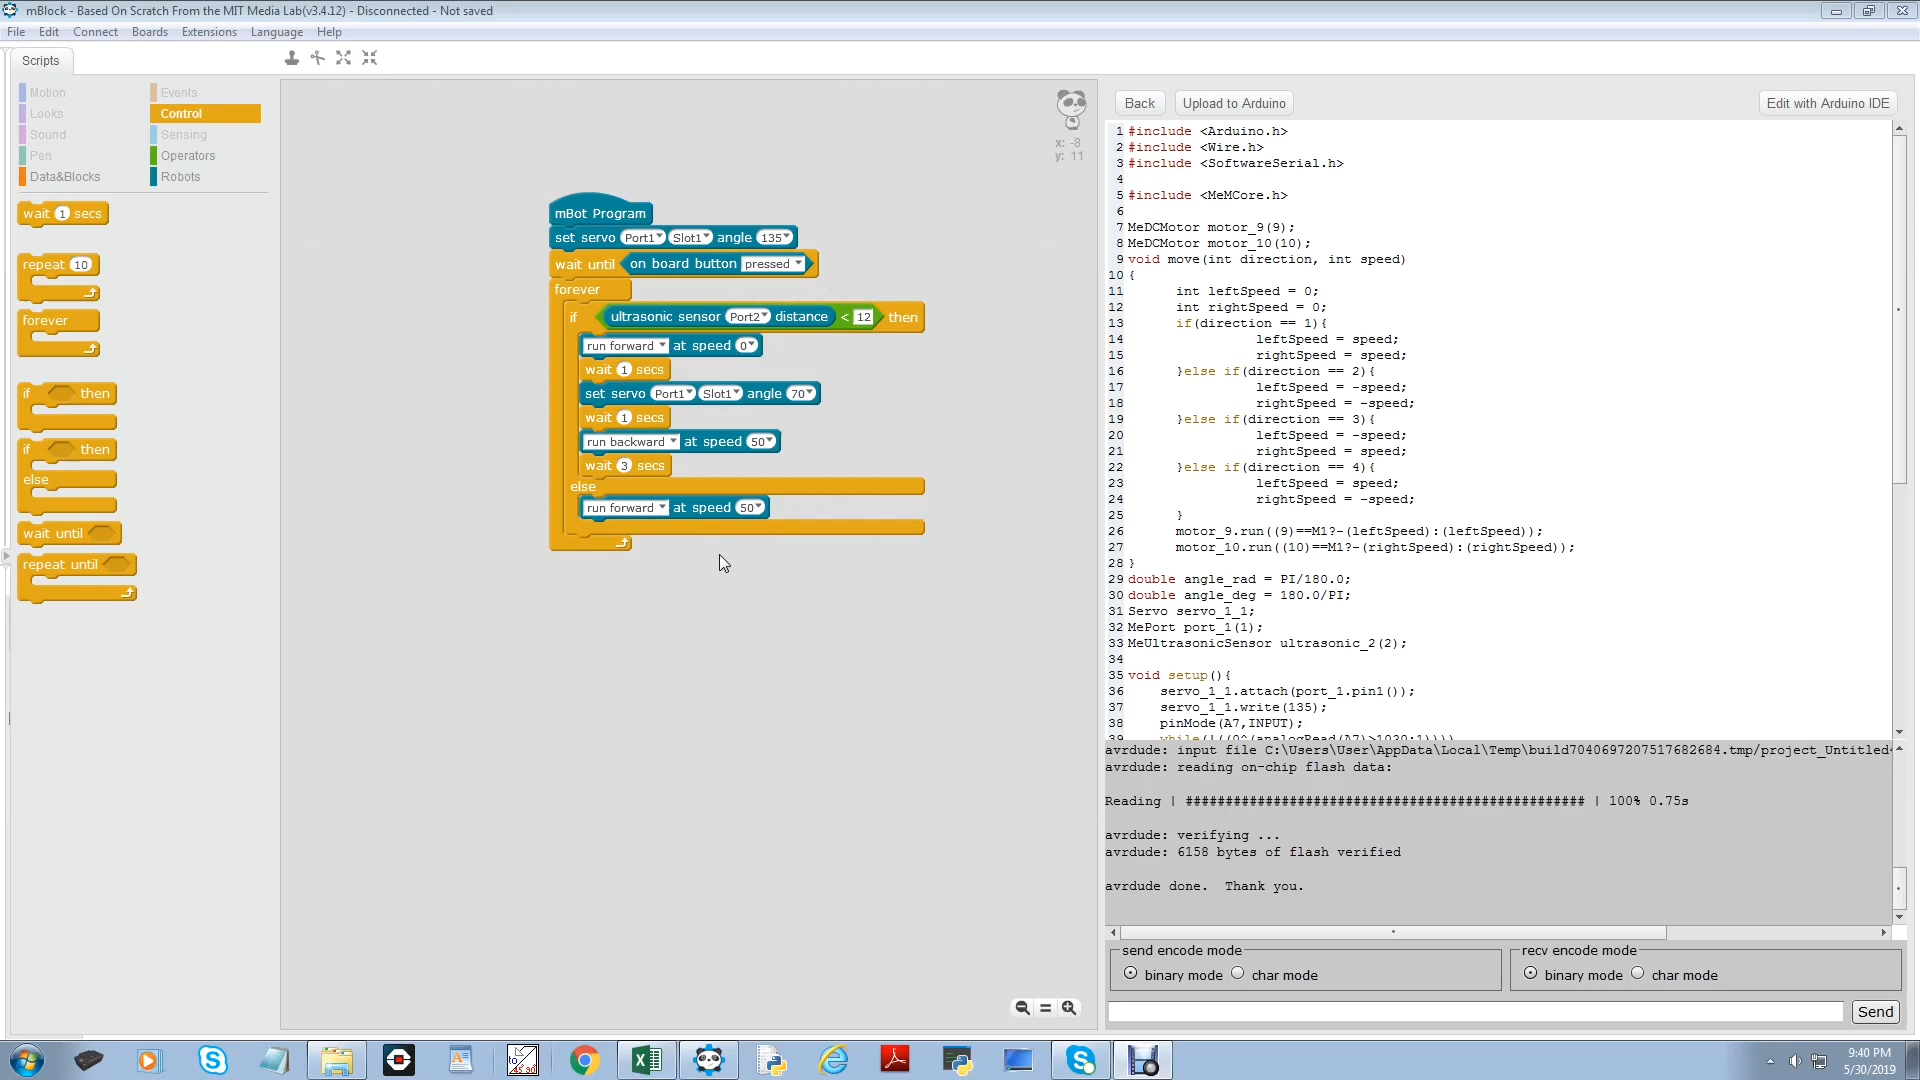 mBlock - Based On Scratch From the MIT Media Lab(v3.4.12) - Disconnected - Not saved
File Edit Connect Boards Extensions Language Help
Scripts
Motion
Looks
Sound
Pen
Data&Blocks
Events
Control
Sensing
Operators
Robots
wait 1 secs
repeat 10
forever
if then
if then
else
wait until
repeat until
x: -8
y: 11
mBot Program
set servo Port1 Slot1 angle 135
wait until on board button pressed
forever
if ultrasonic sensor Port2 distance < 12 then
run forward at speed 0
wait 1 secs
set servo Port1 Slot1 angle 70
wait 1 secs
run backward at speed 50
wait 3 secs
else
run forward at speed 50
Back Upload to Arduino Edit with Arduino IDE
1 #include <Arduino.h>
2 #include <Wire.h>
3 #include <SoftwareSerial.h>
4
5 #include <MeMCore.h>
6
7 MeDCMotor motor_9(9);
8 MeDCMotor motor_10(10);
9 void move(int direction, int speed)
10 {
11 int leftSpeed = 0;
12 int rightSpeed = 0;
13 if(direction == 1){
14 leftSpeed = speed;
15 rightSpeed = speed;
16 }else if(direction == 2){
17 leftSpeed = -speed;
18 rightSpeed = -speed;
19 }else if(direction == 3){
20 leftSpeed = -speed;
21 rightSpeed = speed;
22 }else if(direction == 4){
23 leftSpeed = speed;
24 rightSpeed = -speed;
25 }
26 motor_9.run((9)==M1?-(leftSpeed):(leftSpeed));
27 motor_10.run((10)==M1?-(rightSpeed):(rightSpeed));
28 }
29 double angle_rad = PI/180.0;
30 double angle_deg = 180.0/PI;
31 Servo servo_1_1;
32 MePort port_1(1);
33 MeUltrasonicSensor ultrasonic_2(2);
34
35 void setup(){
36 servo_1_1.attach(port_1.pin1());
37 servo_1_1.write(135);
38 pinMode(A7,INPUT);
39 while(!((0^(analogRead(A7)>1030:1))))
avrdude: input file C:\Users\User\AppData\Local\Temp\build7040697207517682684.tmp/project_Untitled
avrdude: reading on-chip flash data:
Reading | ################################################## | 100% 0.75s
avrdude: verifying ...
avrdude: 6158 bytes of flash verified
avrdude done. Thank you.
send encode mode
binary mode char mode
recv encode mode
binary mode char mode
Send
9:40 PM
5/30/2019